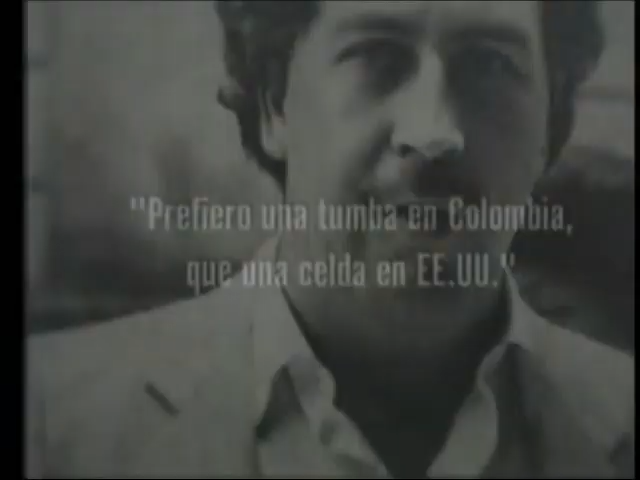 "Prefiero una tumba en Colombia,
que una celda en EE.UU."